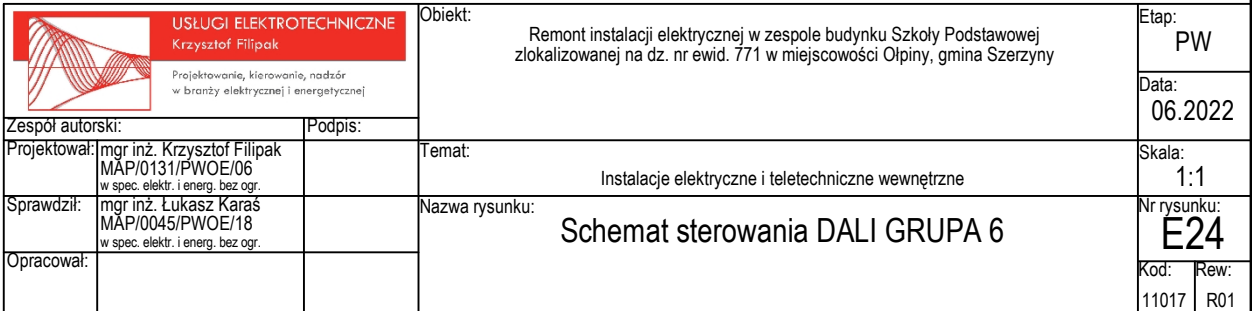 USŁUGI ELEKTROTECHNICZNE
Krzysztof Filipak
Projektowanie, kierowanie, nadzór
w branży elektrycznej i energetycznej
Zespół autorski:
Podpis:
Projektował:
mgr inż. Krzysztof Filipak
MAP/0131/PWOE/06
w spec. elektr. i energ. bez ogr.
Sprawdził:
mgr inż. Łukasz Karaś
MAP/0045/PWOE/18
w spec. elektr. i energ. bez ogr.
Opracował:
Obiekt:
Remont instalacji elektrycznej w zespole budynku Szkoły Podstawowej
zlokalizowanej na dz. nr ewid. 771 w miejscowości Ołpiny, gmina Szerzyny
Temat:
Instalacje elektryczne i teletechniczne wewnętrzne
Nazwa rysunku:
Schemat sterowania DALI GRUPA 6
Etap:
PW
Data:
06.2022
Skala:
1:1
Nr rysunku:
E24
Kod:
11017
Rew:
R01